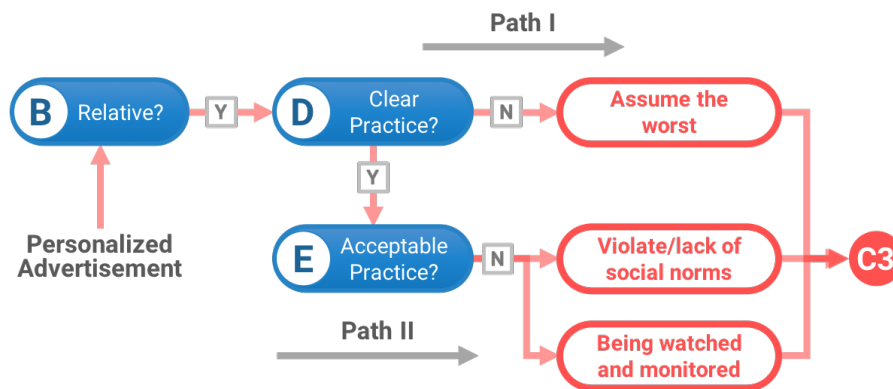 Path I
B
Relative?
Y
D
Clear
Practice?
N
Assume the
worst
Y
Personalized
Advertisement
E
Acceptable
Practice?
N
Violate/lack of
social norms
C3
Path II
Being watched
and monitored